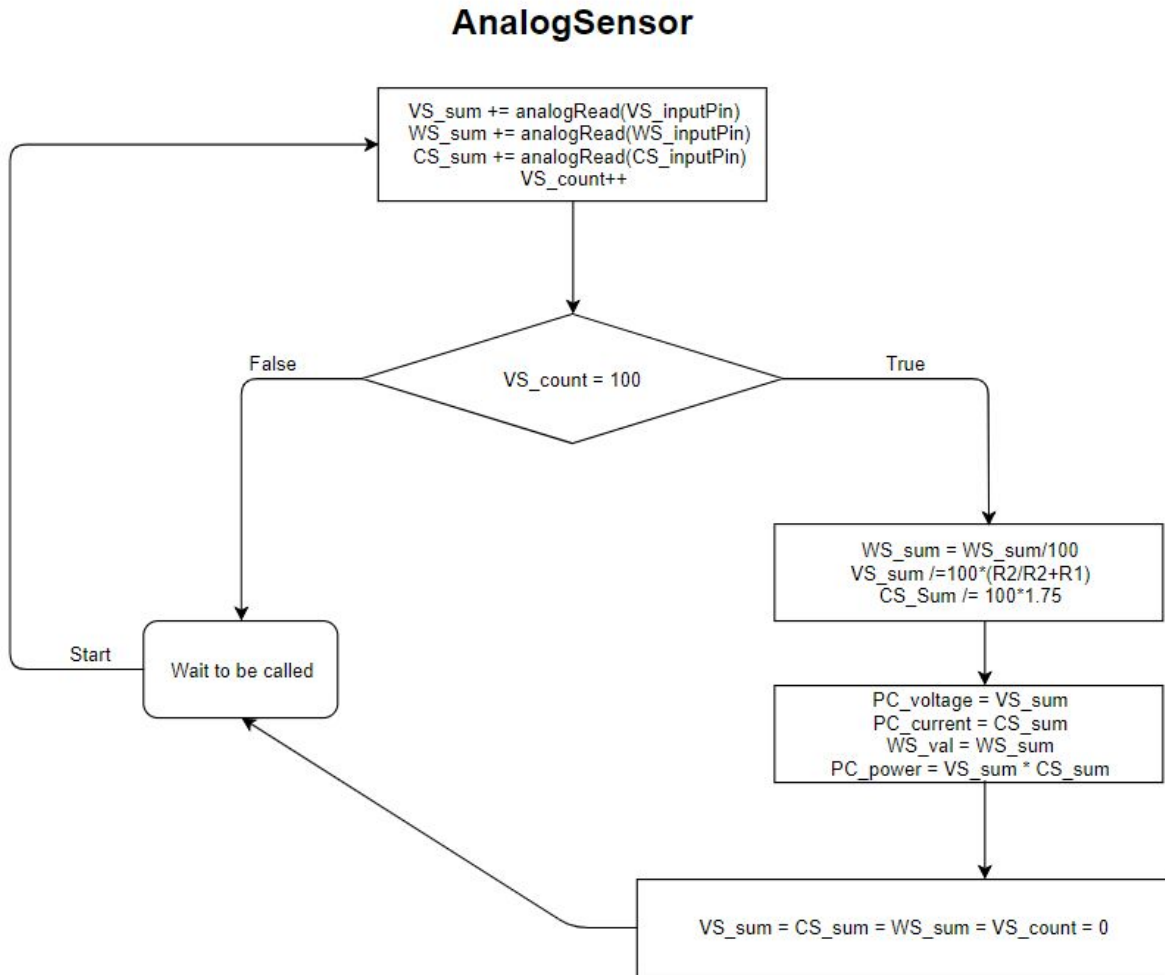 AnalogSensor
VS_sum += analogRead(VS_inputPin)
WS_sum += analogRead(WS_inputPin)
CS_sum += analogRead(CS_inputPin)
VS_count++
False
VS_count = 100
True
WS_sum = WS_sum/100
VS_sum /=100*(R2/R2+R1)
CS_Sum /= 100*1.75
Start
Wait to be called
PC_voltage = VS_sum
PC_current = CS_sum
WS_val = WS_sum
PC_power = VS_sum * CS_sum
VS_sum = CS_sum = WS_sum = VS_count = 0